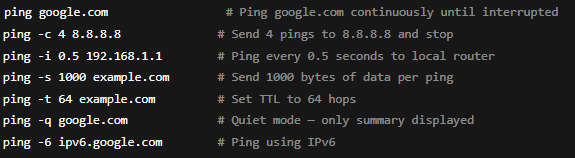 ping google.com # Ping google.com continuously until interrupted
ping -c 4 8.8.8.8 # Send 4 pings to 8.8.8.8 and stop
ping -i 0.5 192.168.1.1 # Ping every 0.5 seconds to local router
ping -s 1000 example.com # Send 1000 bytes of data per ping
ping -t 64 example.com # Set TTL to 64 hops
ping -q google.com # Quiet mode — only summary displayed
ping -6 ipv6.google.com # Ping using IPv6